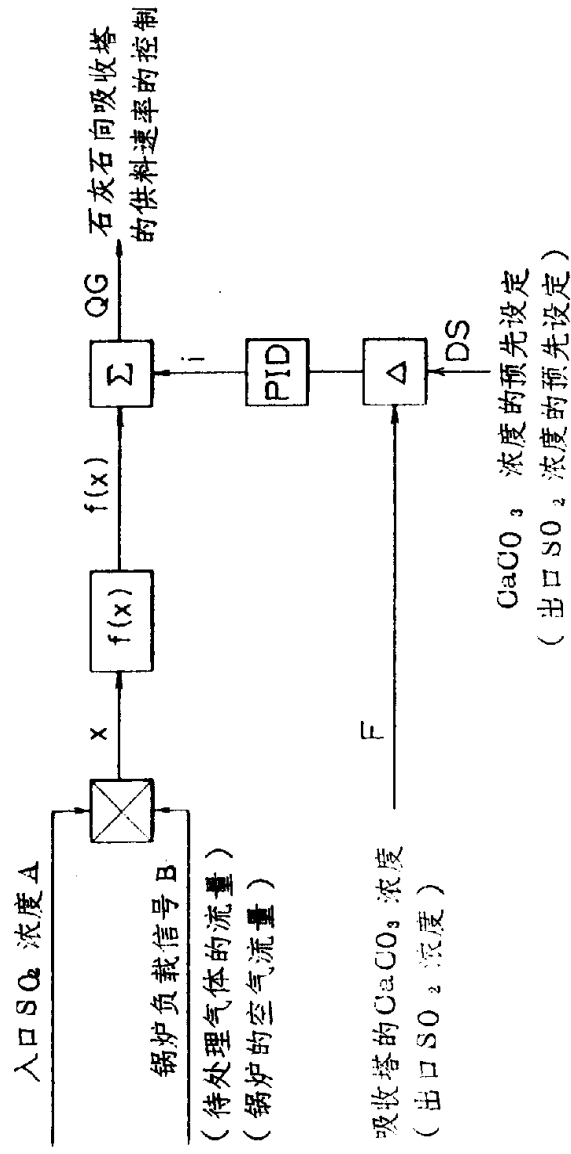 入口SO₂ 浓度A
锅炉负载信号B
(待处理气体的流量)
(锅炉的空气流量)
x
f(x)
f(x)
Σ
QG
石灰石向吸收塔
的供料速率的控制
i
PID
Δ
DS
F
吸收塔的CaCO₃ 浓度
(出口SO₂ 浓度)
CaCO₃ 浓度的预先设定
(出口SO₂ 浓度的预先设定)